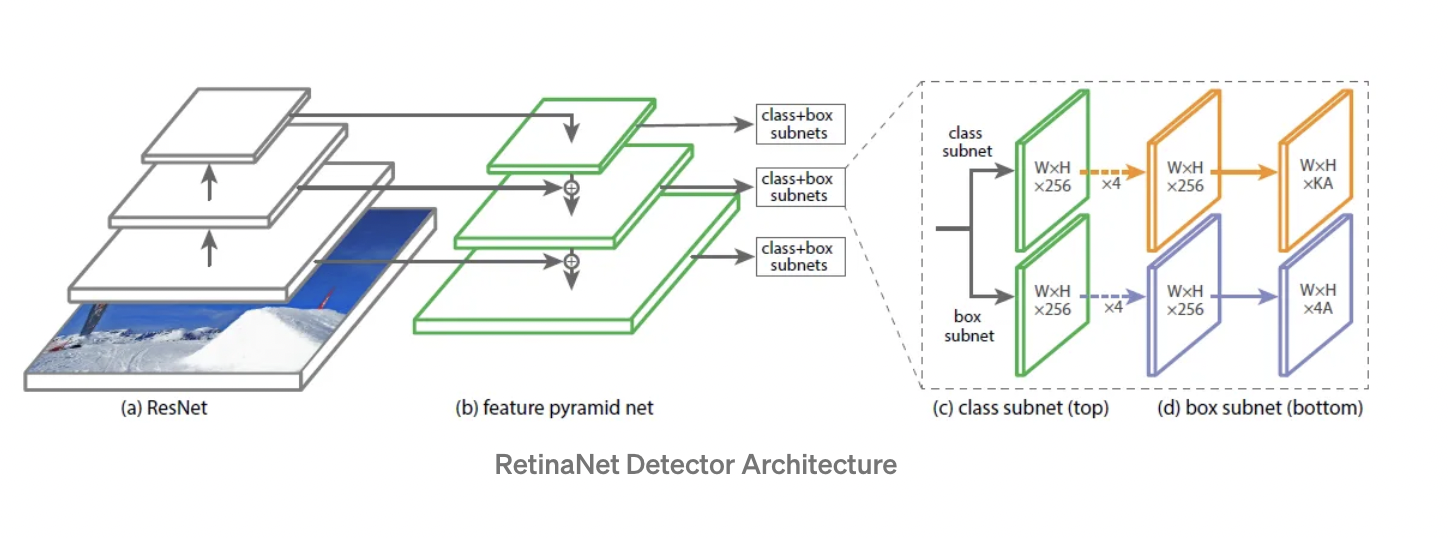 class+box
subnets
class+box
subnets
class+box
subnets
class
subnet
W×H
×256
×4
W×H
×256
W×H
×KA
box
subnet
W×H
×256
×4
W×H
×256
W×H
×4A
(a) ResNet
(b) feature pyramid net
(c) class subnet (top)
(d) box subnet (bottom)
RetinaNet Detector Architecture